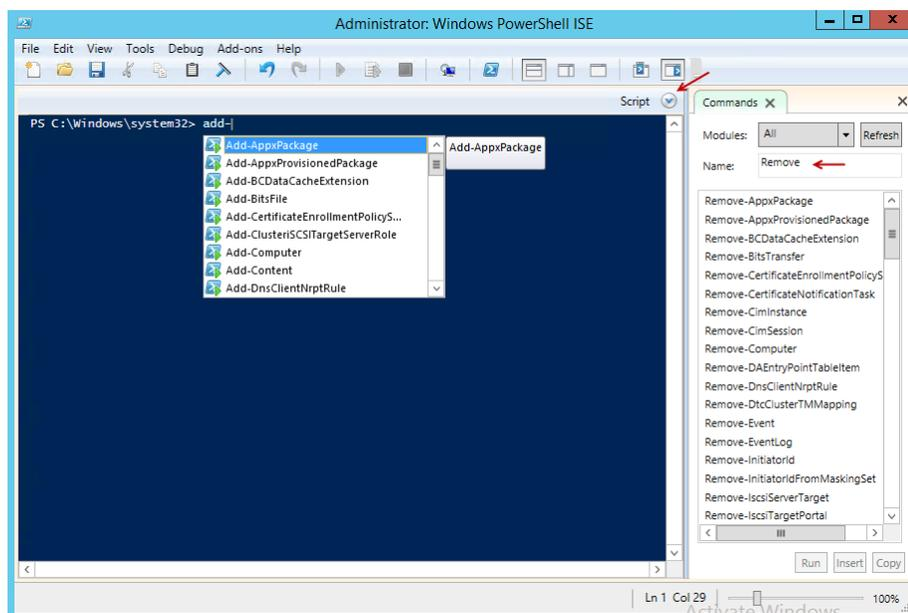 Administrator: Windows PowerShell ISE
File Edit View Tools Debug Add-ons Help
Script
PS C:\Windows\system32> add-
Add-AppxPackage
Add-AppxProvisionedPackage
Add-BCDataCacheExtension
Add-BitsFile
Add-CertificateEnrollmentPolicyS...
Add-ClusteriSCSITargetServerRole
Add-Computer
Add-Content
Add-DnsClientNrptRule
Add-AppxPackage
Commands
Modules: All Refresh
Name: Remove
Remove-AppxPackage
Remove-AppxProvisionedPackage
Remove-BCDataCacheExtension
Remove-BitsTransfer
Remove-CertificateEnrollmentPolicyS
Remove-CertificateNotificationTask
Remove-CimInstance
Remove-CimSession
Remove-Computer
Remove-DAEntryPointTableItem
Remove-DnsClientNrptRule
Remove-DtcClusterTMMapping
Remove-Event
Remove-EventLog
Remove-InitiatorId
Remove-InitiatorIdFromMaskingSet
Remove-IscsiServerTarget
Remove-IscsiTargetPortal
Run Insert Copy
Ln 1 Col 29 100%
Activate Windows